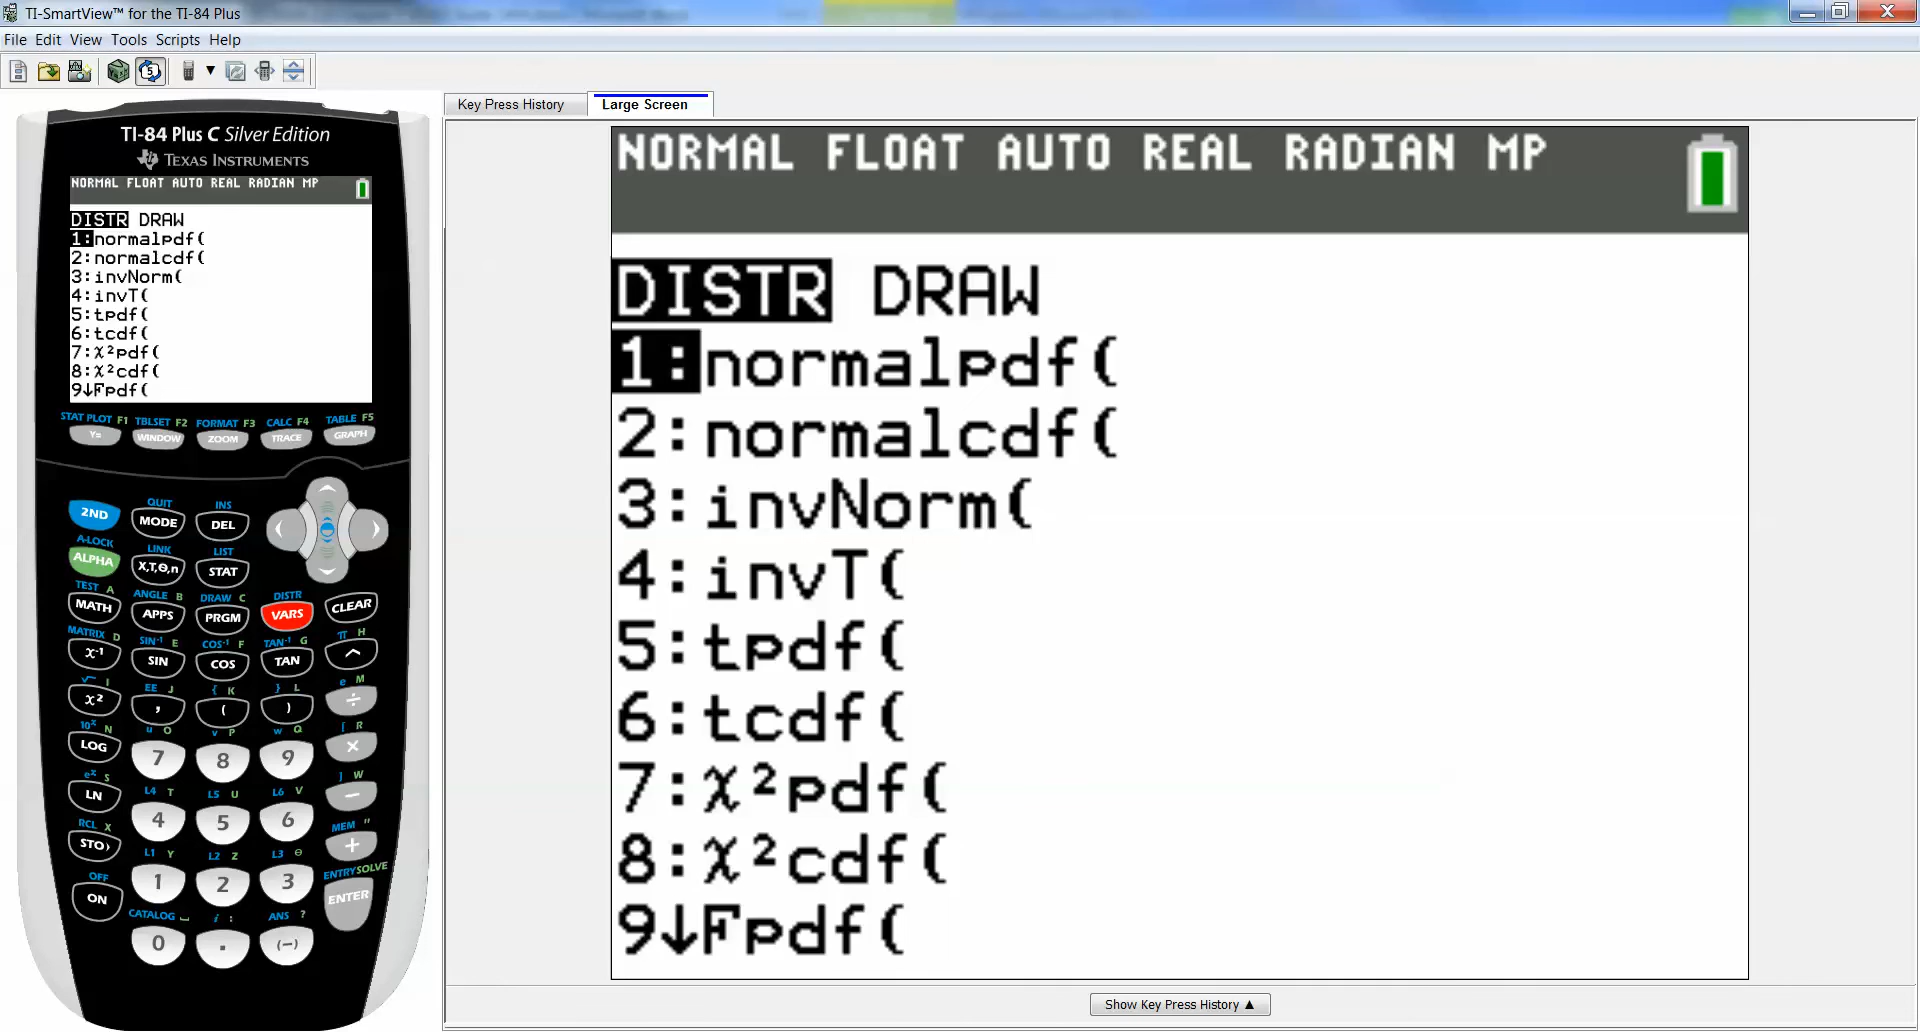 TI-SmartView™ for the TI-84 Plus
File Edit View Tools Scripts Help
TI-84 Plus C Silver Edition
TEXAS INSTRUMENTS
NORMAL FLOAT AUTO REAL RADIAN MP
DISTR DRAW
1:normalpdf(
2:normalcdf(
3:invNorm(
4:invT(
5:tpdf(
6:tcdf(
7:χ²pdf(
8:χ²cdf(
9↓Fpdf(
STAT PLOT F1 TBLSET F2 FORMAT F3 CALC F4 TABLE F5
Y= WINDOW ZOOM TRACE GRAPH
QUIT INS
2ND MODE DEL
A-LOCK LINK LIST
ALPHA X,T,Θ,n STAT
TEST A ANGLE B DRAW C DISTR
MATH APPS PRGM VARS CLEAR
MATRIX D SIN⁻¹ E COS⁻¹ F TAN⁻¹ G π H
x⁻¹ SIN COS TAN ^
√ I EE J { K } L e M
x² , ( ) ÷
10ˣ N u O v P w Q [ R
LOG 7 8 9 ×
eˣ S L4 T L5 U L6 V ] W
LN 4 5 6 −
RCL X L1 Y L2 Z L3 θ MEM "
STO› 1 2 3 +
OFF CATALOG ⎵ i : ANS ? ENTRY SOLVE
ON 0 . (−) ENTER
Key Press History Large Screen
NORMAL FLOAT AUTO REAL RADIAN MP
DISTR DRAW
1:normalpdf(
2:normalcdf(
3:invNorm(
4:invT(
5:tpdf(
6:tcdf(
7:χ²pdf(
8:χ²cdf(
9↓Fpdf(
Show Key Press History ▲